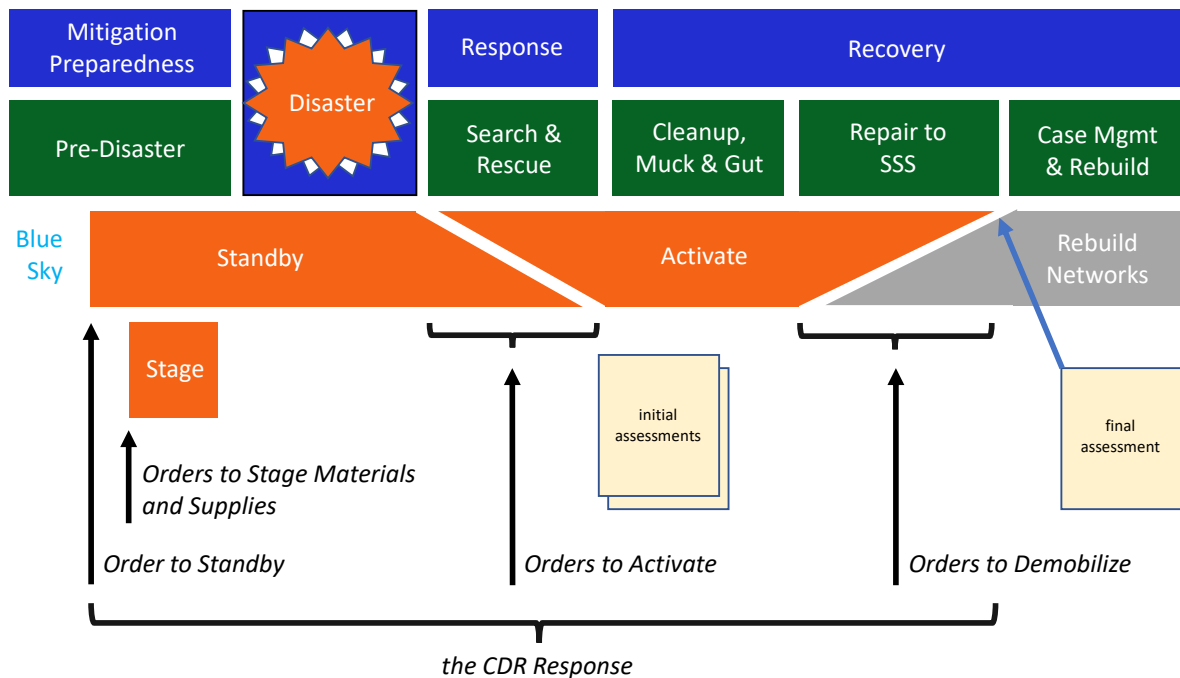 Mitigation
Preparedness
Disaster
Response
Recovery
Pre-Disaster
Search &
Rescue
Cleanup,
Muck & Gut
Repair to
SSS
Case Mgmt
& Rebuild
Blue
Sky
Standby
Activate
Rebuild
Networks
Stage
initial
assessments
final
assessment
Orders to Stage Materials
and Supplies
Order to Standby
Orders to Activate
Orders to Demobilize
the CDR Response